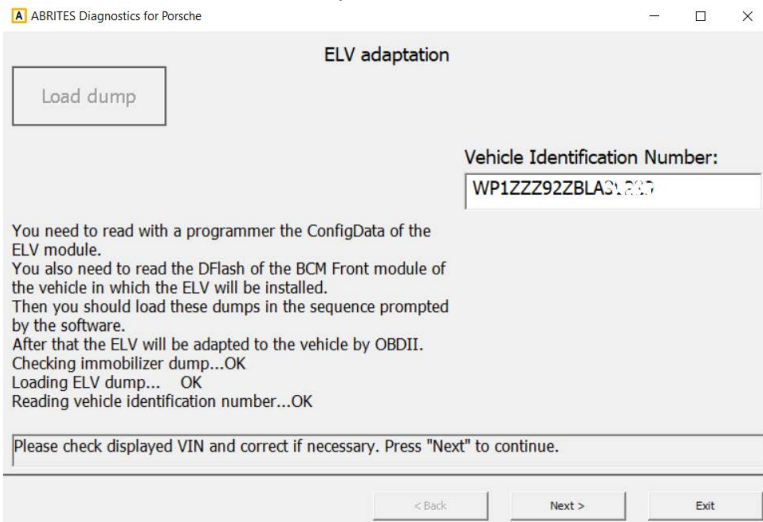 ABRITES Diagnostics for Porsche
ELV adaptation
Load dump
Vehicle Identification Number:
You need to read with a programmer the ConfigData of the
ELV module.
You also need to read the DFlash of the BCM Front module of
the vehicle in which the ELV will be installed.
Then you should load these dumps in the sequence prompted
by the software.
After that the ELV will be adapted to the vehicle by OBDII.
Checking immobilizer dump...OK
Loading ELV dump... OK
Reading vehicle identification number...OK
Please check displayed VIN and correct if necessary. Press "Next" to continue.
< Back
Next >
Exit